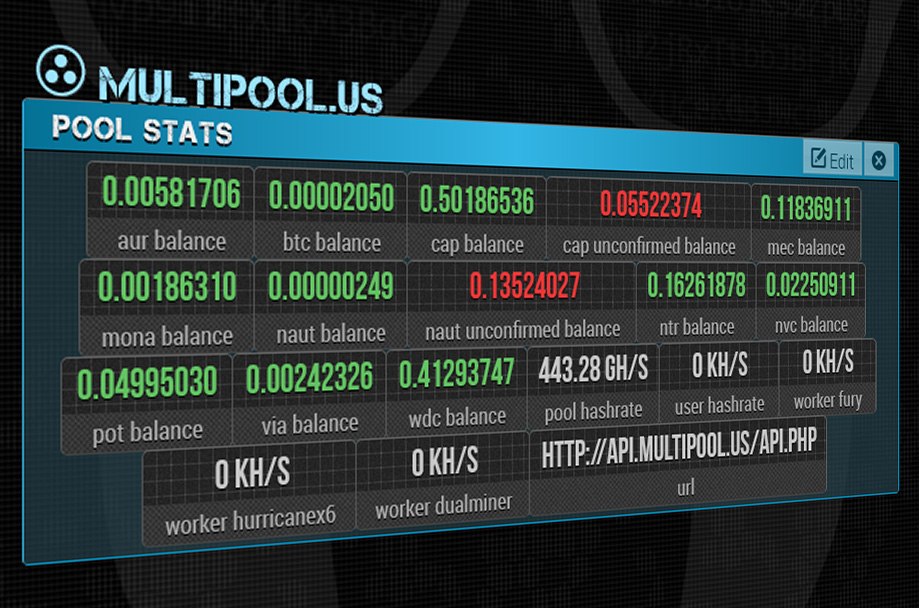 MULTIPOOL.US
POOL STATS
Edit
0.00581706 0.00002050 0.50186536 0.05522374 0.11836911
aur balance btc balance cap balance cap unconfirmed balance mec balance
0.00186310 0.00000249 0.13524027 0.16261878 0.02250911
mona balance naut balance naut unconfirmed balance ntr balance nvc balance
0.04995030 0.00242326 0.41293747 443.28 GH/S 0 KH/S 0 KH/S
pot balance via balance wdc balance pool hashrate user hashrate worker fury
0 KH/S 0 KH/S HTTP://API.MULTIPOOL.US/API.PHP
worker hurricanex6 worker dualminer url